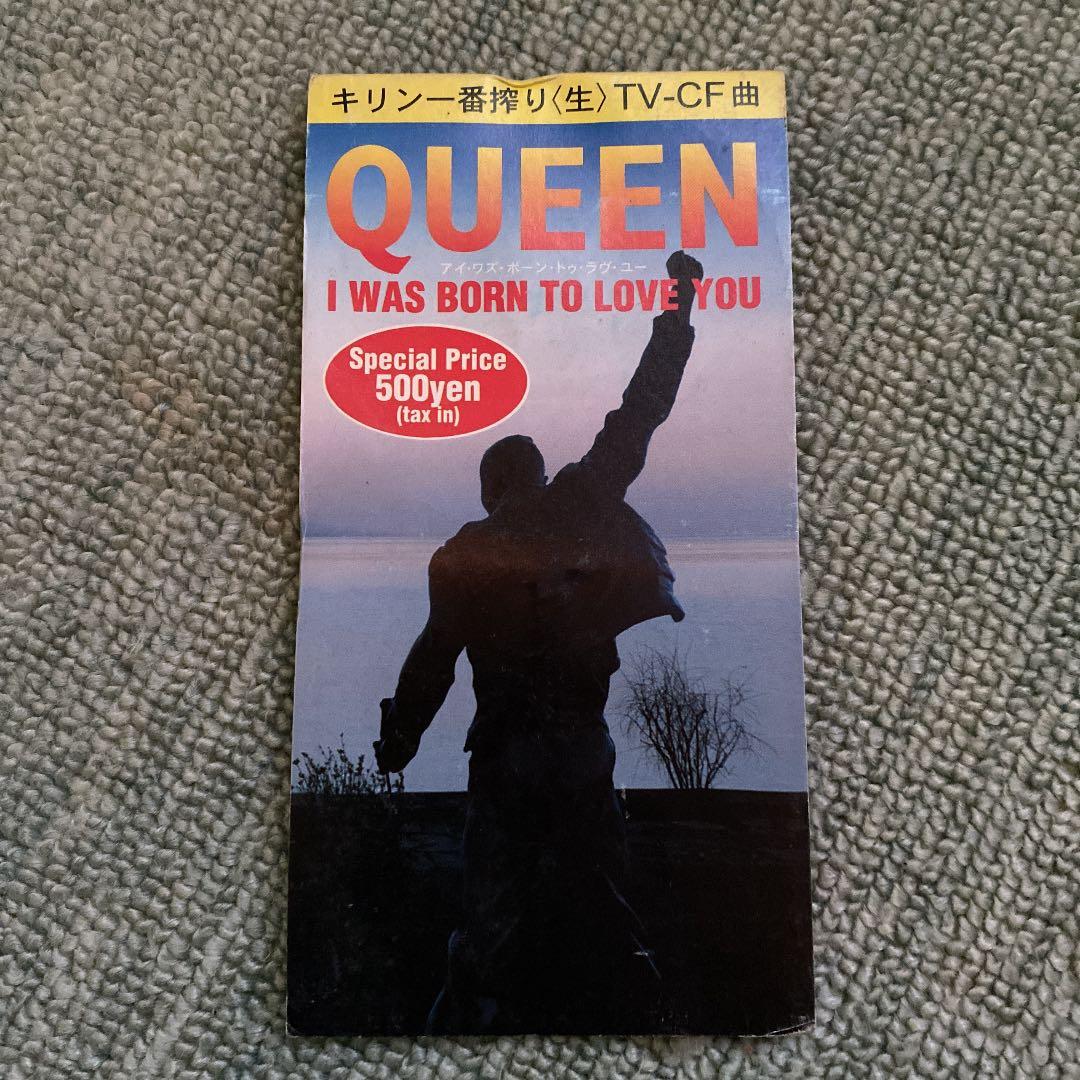 キリン一番搾り〈生〉TV-CF曲
QUEEN
アイ・ワズ・ボーン・トゥ・ラヴ・ユー
I WAS BORN TO LOVE YOU
Special Price
500yen
(tax in)